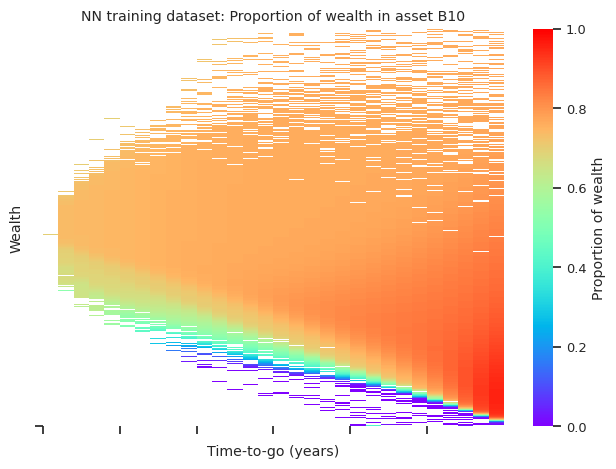 NN training dataset: Proportion of wealth in asset B10
Wealth
Time-to-go (years)
1.0
0.8
0.6
0.4
0.2
0.0
Proportion of wealth